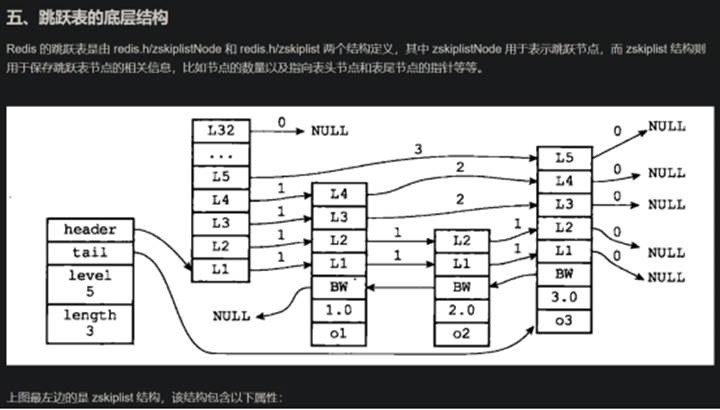 五、跳跃表的底层结构
Redis 的跳跃表是由 redis.h/zskiplistNode 和 redis.h/zskiplist 两个结构定义，其中 zskiplistNode 用于表示跳跃节点，而 zskiplist 结构则
用于保存跳跃表节点的相关信息，比如节点的数量以及指向表头节点和表尾节点的指针等等。
L32 0 NULL
...
L5 3
L4 1
L3 1
L2 1
L1 1
header
tail
level
5
length
3
NULL
L4 2
L3 2
L2 1
L1 1
BW
1.0
o1
L2 1
L1 1
BW
2.0
o2
L5 0 NULL
L4 0 NULL
L3 0 NULL
L2 0 NULL
L1 0 NULL
BW
3.0
o3
上图最左边的是 zskiplist 结构，该结构包含以下属性：